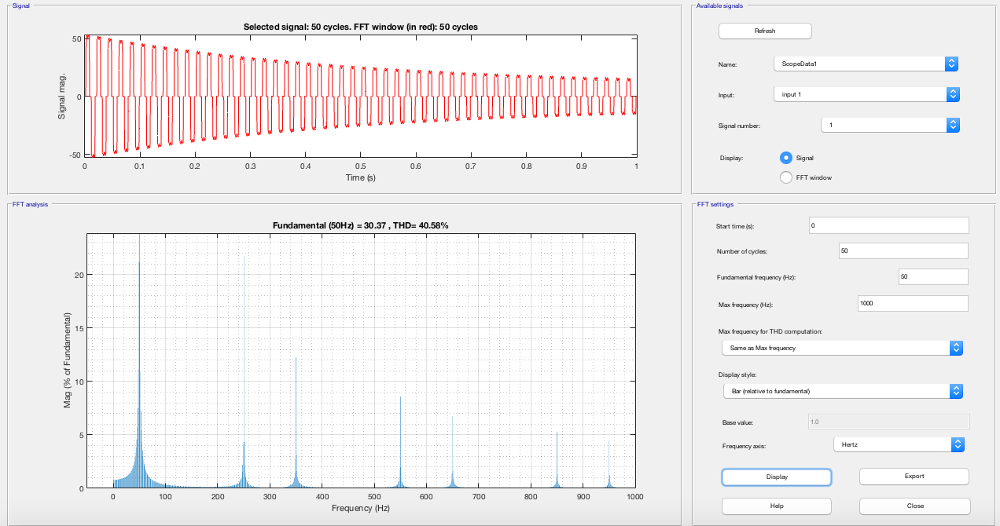 Signal
Selected signal: 50 cycles. FFT window (in red): 50 cycles
50
0
-50
Signal mag.
0 0.1 0.2 0.3 0.4 0.5 0.6 0.7 0.8 0.9 1
Time (s)
Available signals
Refresh
Name: ScopeData1
Input: input 1
Signal number: 1
Display: Signal
FFT window
FFT analysis
Fundamental (50Hz) = 30.37 , THD= 40.58%
20
15
10
5
0
Mag (% of Fundamental)
0 100 200 300 400 500 600 700 800 900 1000
Frequency (Hz)
FFT settings
Start time (s): 0
Number of cycles: 50
Fundamental frequency (Hz): 50
Max frequency (Hz): 1000
Max frequency for THD computation:
Same as Max frequency
Display style:
Bar (relative to fundamental)
Base value: 1.0
Frequency axis: Hertz
Display Export
Help Close